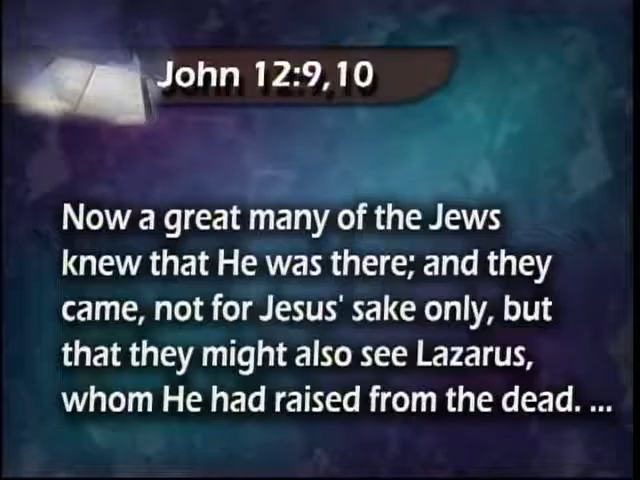 John 12:9,10
Now a great many of the Jews
knew that He was there; and they
came, not for Jesus' sake only, but
that they might also see Lazarus,
whom He had raised from the dead. ...